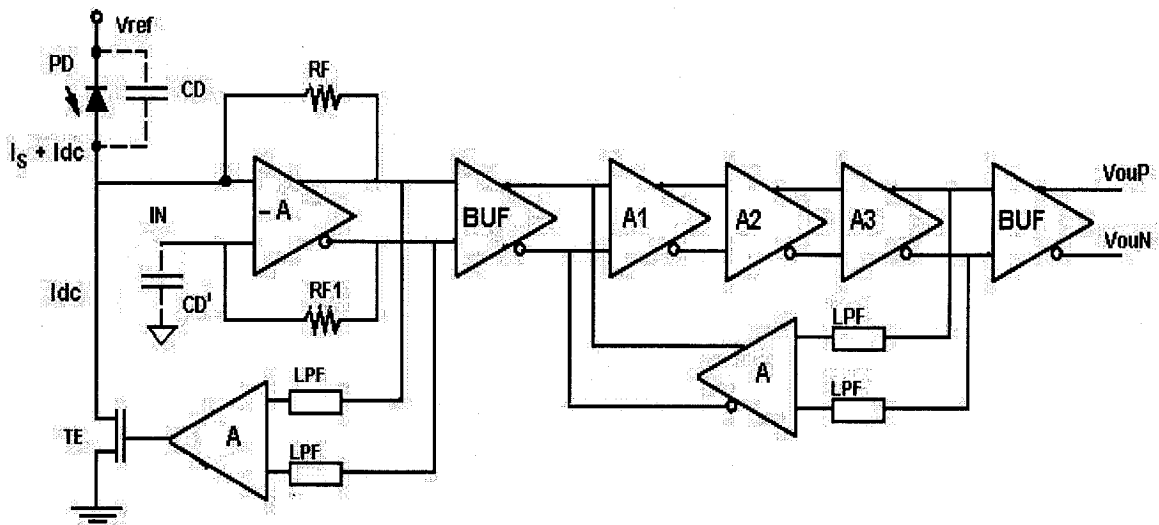 Vref
PD
CD
RF
Is + Idc
- A
IN
BUF
A1
A2
A3
BUF
VouP
VouN
Idc
CD'
RF1
LPF
A
LPF
LPF
A
LPF
TE